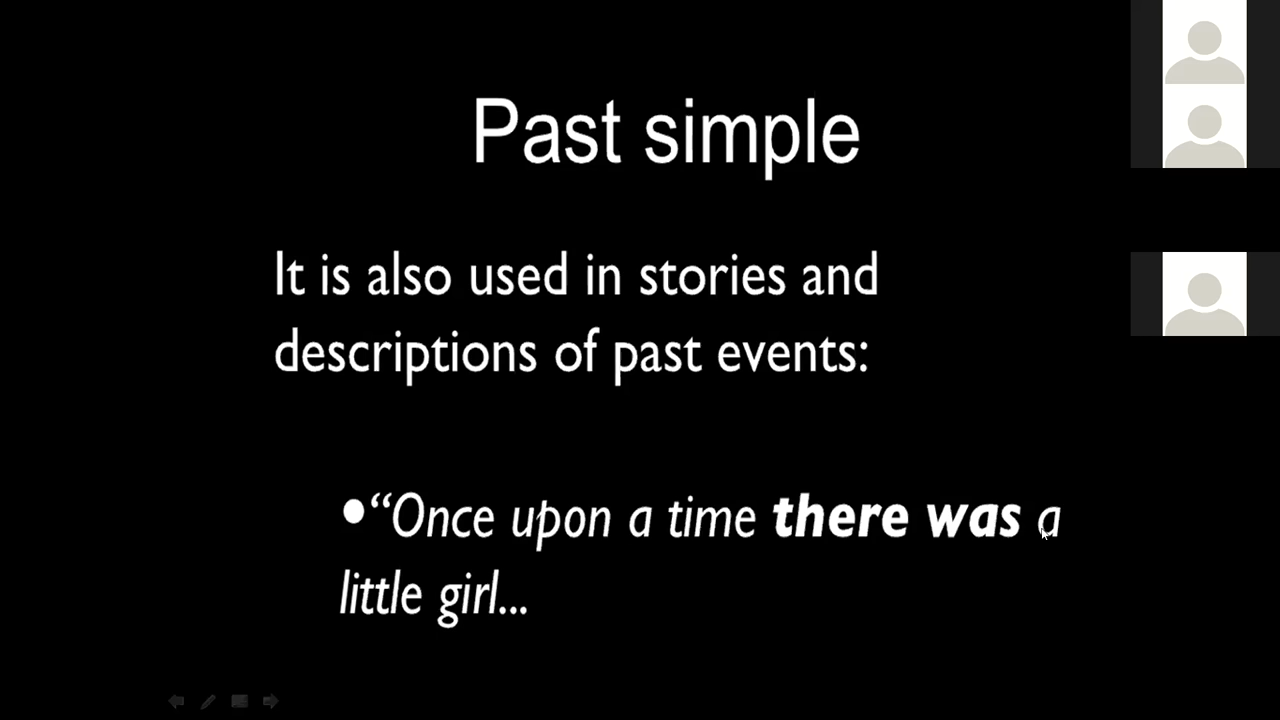 Past simple
It is also used in stories and
descriptions of past events:
•“Once upon a time there was a
little girl...